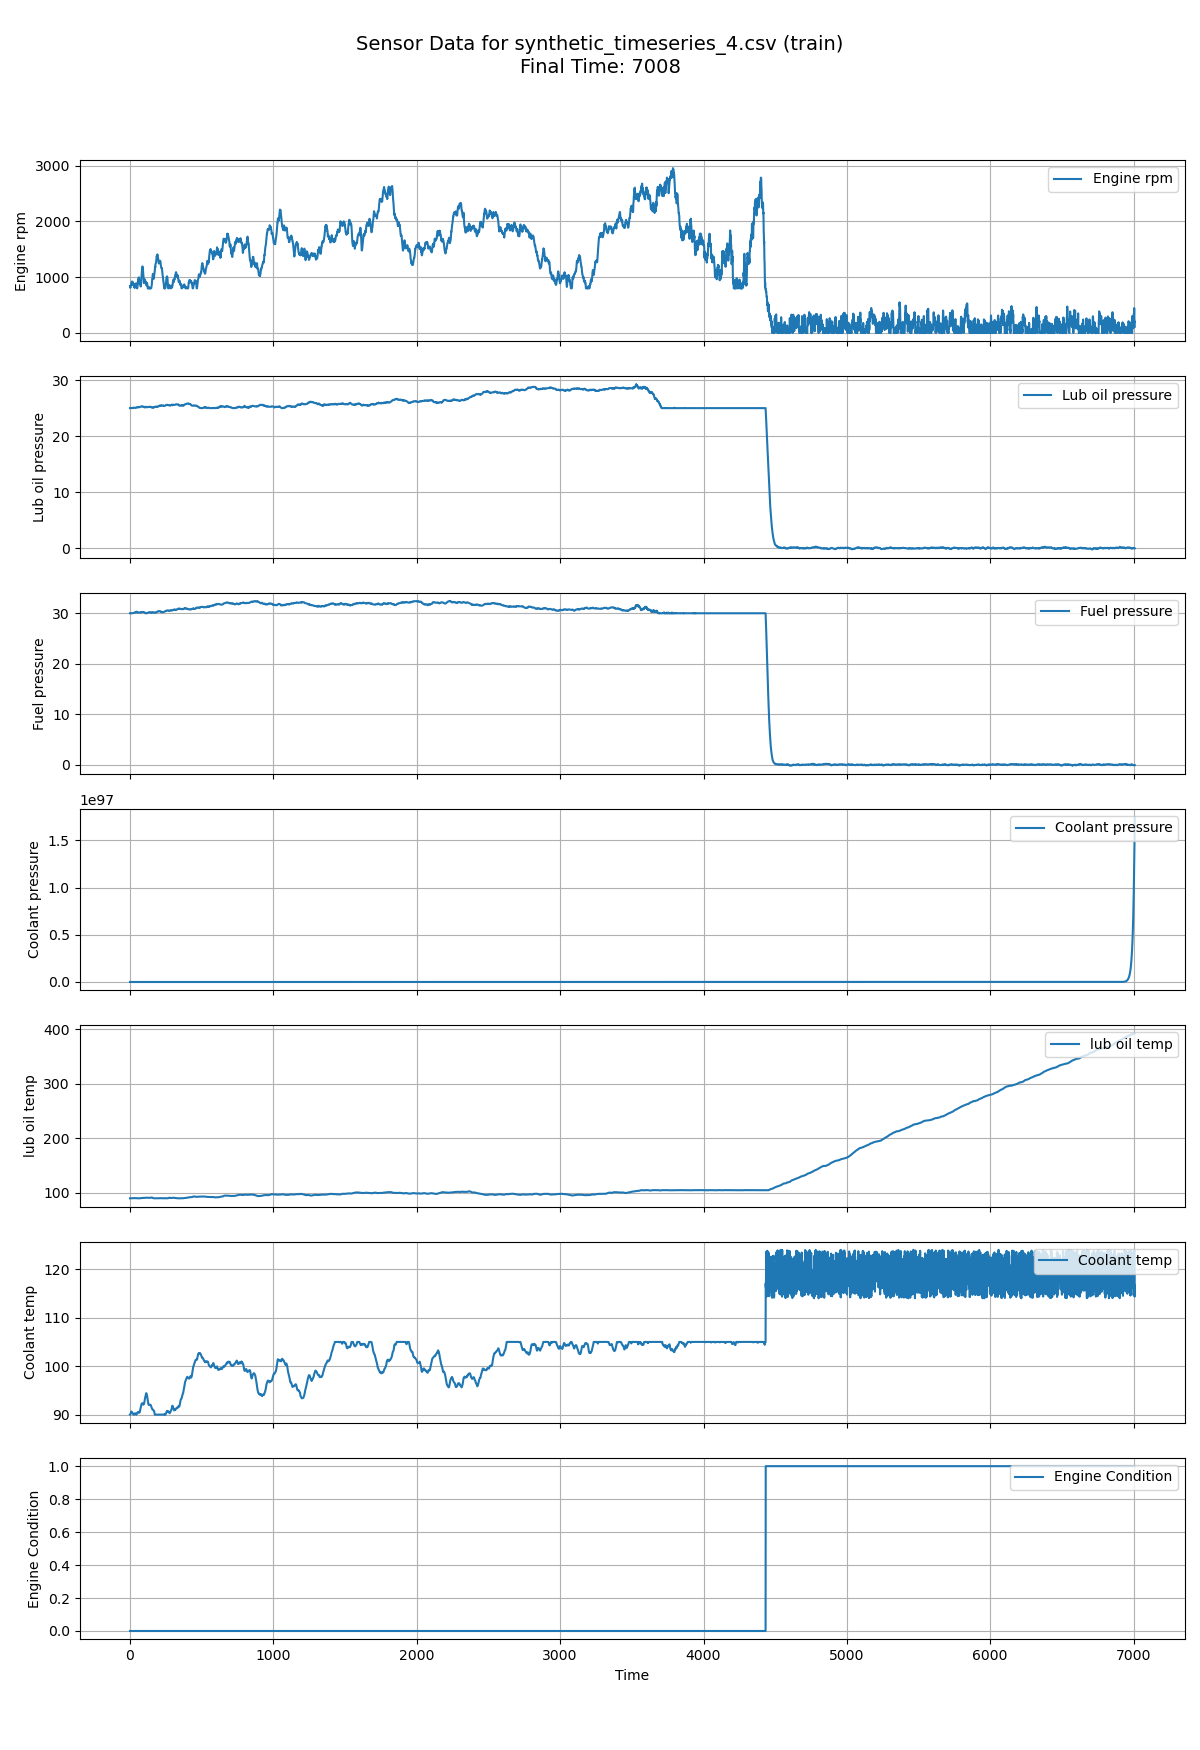 Sensor Data for synthetic_timeseries_4.csv (train)
Final Time: 7008
3000
2000
1000
0
Engine rpm
Engine rpm
30
20
10
0
Lub oil pressure
Lub oil pressure
30
20
10
0
Fuel pressure
Fuel pressure
1e97
1.5
1.0
0.5
0.0
Coolant pressure
Coolant pressure
400
300
200
100
lub oil temp
lub oil temp
120
110
100
90
Coolant temp
Coolant temp
1.0
0.8
0.6
0.4
0.2
0.0
Engine Condition
Engine Condition
0 1000 2000 3000 4000 5000 6000 7000
Time